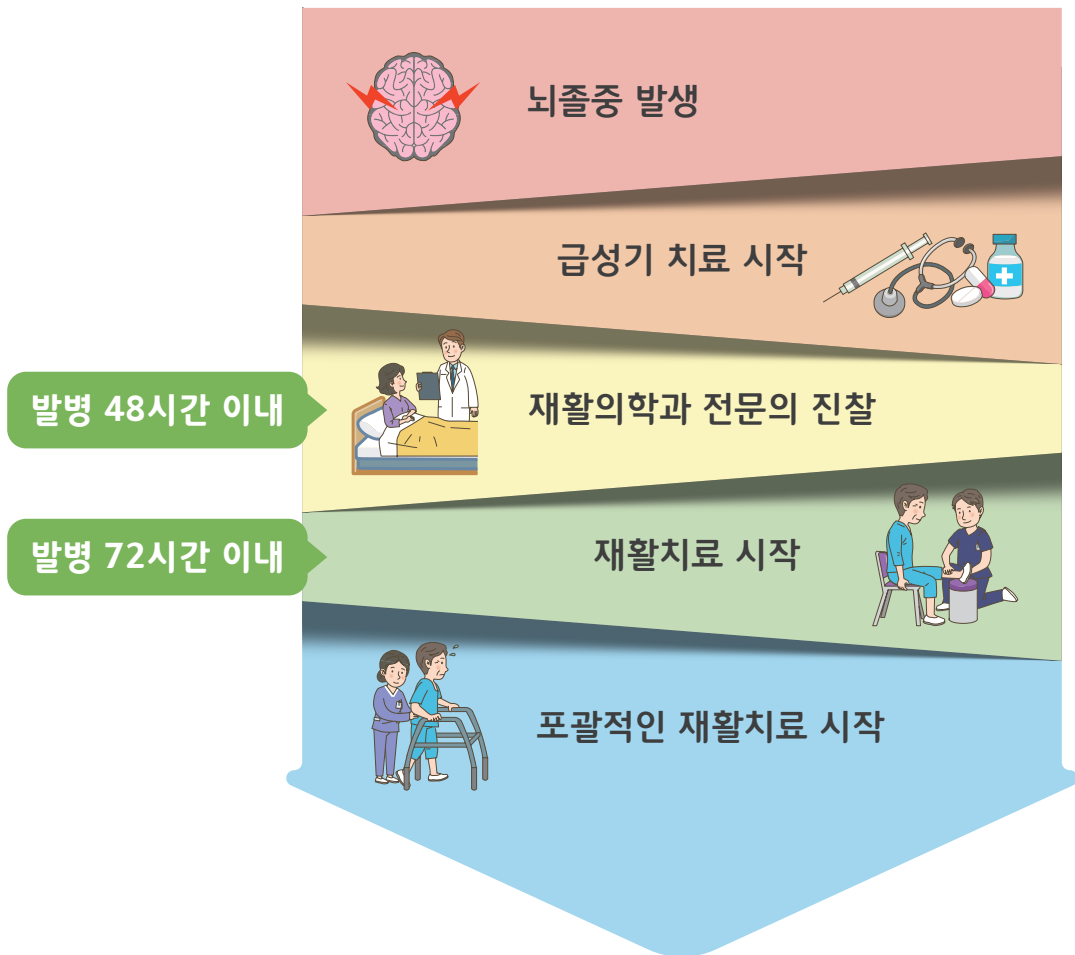 뇌졸중 발생
급성기 치료 시작
발병 48시간 이내
재활의학과 전문의 진찰
발병 72시간 이내
재활치료 시작
포괄적인 재활치료 시작